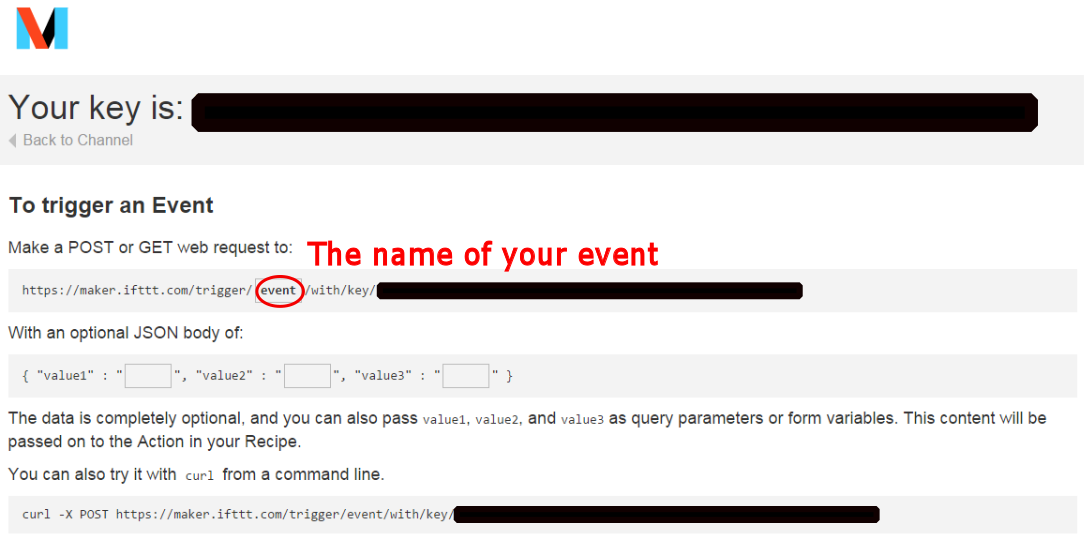 M
Your key is:
Back to Channel
To trigger an Event
Make a POST or GET web request to:
The name of your event
https://maker.ifttt.com/trigger/ event /with/key/
With an optional JSON body of:
{ "value1" : "", "value2" : "", "value3" : "" }
The data is completely optional, and you can also pass value1, value2, and value3 as query parameters or form variables. This content will be
passed on to the Action in your Recipe.
You can also try it with curl from a command line.
curl -X POST https://maker.ifttt.com/trigger/event/with/key/